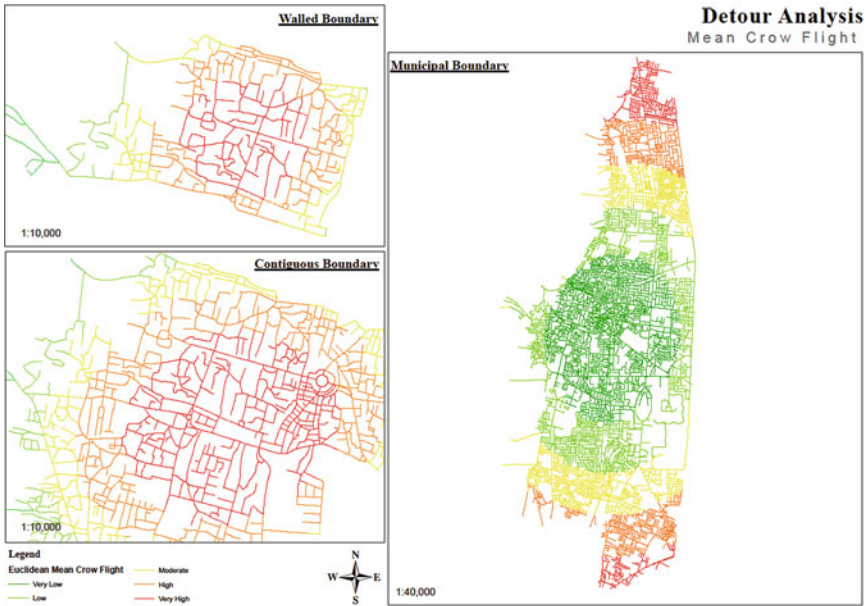 Detour Analysis
Mean Crow Flight
Walled Boundary
1:10,000
Contiguous Boundary
1:10,000
Municipal Boundary
1:40,000
Legend
Euclidean Mean Crow Flight
Very Low
Low
Moderate
High
Very High
N
W E
S